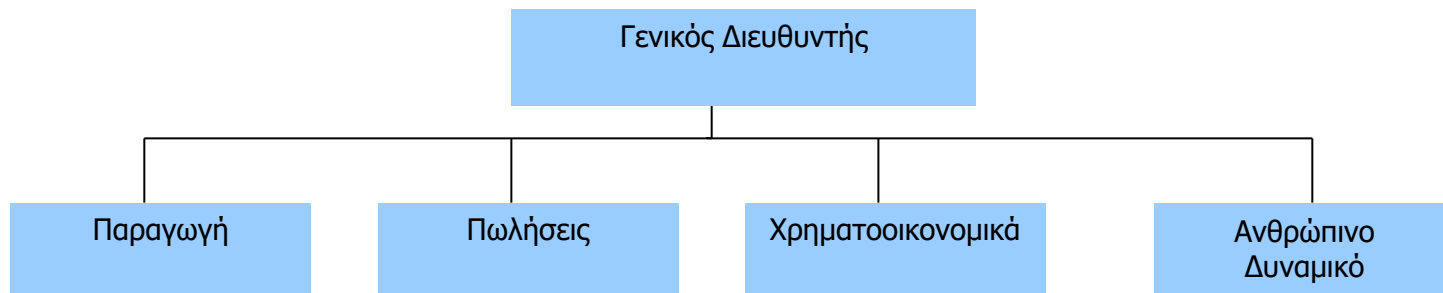 Γενικός Διευθυντής
Παραγωγή
Πωλήσεις
Χρηματοοικονομικά
Ανθρώπινο
Δυναμικό